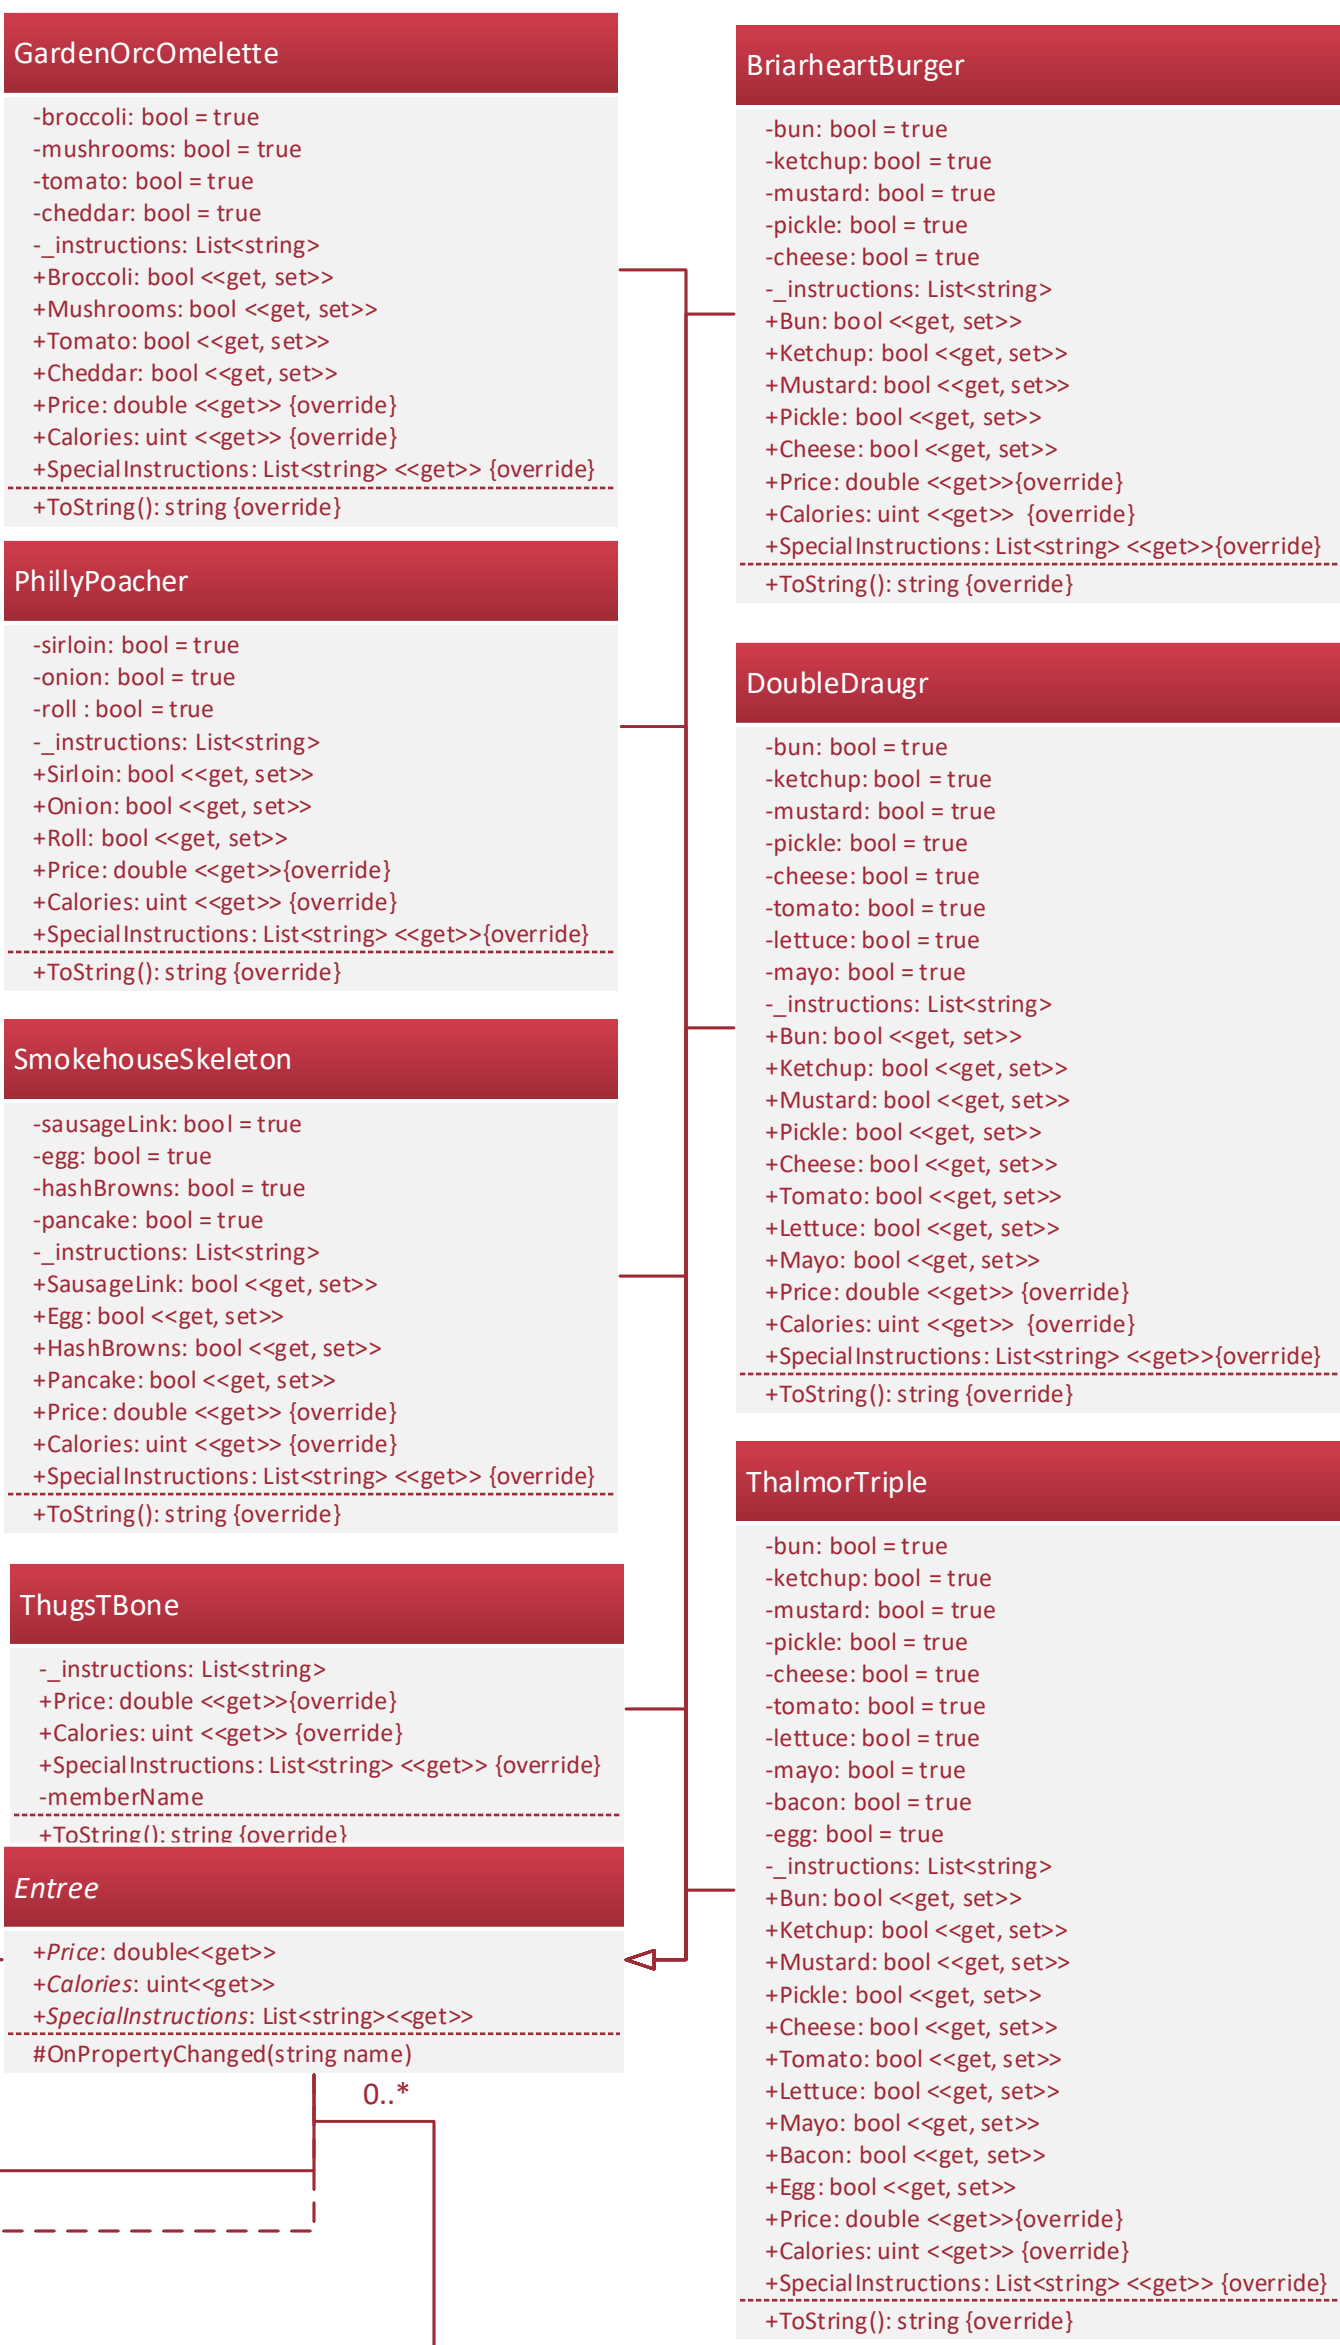 GardenOrcOmelette
-broccoli: bool = true
-mushrooms: bool = true
-tomato: bool = true
-cheddar: bool = true
-_instructions: List<string>
+Broccoli: bool <<get, set>>
+Mushrooms: bool <<get, set>>
+Tomato: bool <<get, set>>
+Cheddar: bool <<get, set>>
+Price: double <<get>> {override}
+Calories: uint <<get>> {override}
+SpecialInstructions: List<string> <<get>> {override}
+ToString(): string {override}
PhillyPoacher
-sirloin: bool = true
-onion: bool = true
-roll : bool = true
-_instructions: List<string>
+Sirloin: bool <<get, set>>
+Onion: bool <<get, set>>
+Roll: bool <<get, set>>
+Price: double <<get>>{override}
+Calories: uint <<get>> {override}
+SpecialInstructions: List<string> <<get>>{override}
+ToString(): string {override}
SmokehouseSkeleton
-sausageLink: bool = true
-egg: bool = true
-hashBrowns: bool = true
-pancake: bool = true
-_instructions: List<string>
+SausageLink: bool <<get, set>>
+Egg: bool <<get, set>>
+HashBrowns: bool <<get, set>>
+Pancake: bool <<get, set>>
+Price: double <<get>> {override}
+Calories: uint <<get>> {override}
+SpecialInstructions: List<string> <<get>> {override}
+ToString(): string {override}
ThugsTBone
-_instructions: List<string>
+Price: double <<get>>{override}
+Calories: uint <<get>> {override}
+SpecialInstructions: List<string> <<get>> {override}
-memberName
+ToString(): string {override}
Entree
+Price: double<<get>>
+Calories: uint<<get>>
+SpecialInstructions: List<string><<get>>
#OnPropertyChanged(string name)
0..*
BriarheartBurger
-bun: bool = true
-ketchup: bool = true
-mustard: bool = true
-pickle: bool = true
-cheese: bool = true
-_instructions: List<string>
+Bun: bool <<get, set>>
+Ketchup: bool <<get, set>>
+Mustard: bool <<get, set>>
+Pickle: bool <<get, set>>
+Cheese: bool <<get, set>>
+Price: double <<get>>{override}
+Calories: uint <<get>>  {override}
+SpecialInstructions: List<string> <<get>>{override}
+ToString(): string {override}
DoubleDraugr
-bun: bool = true
-ketchup: bool = true
-mustard: bool = true
-pickle: bool = true
-cheese: bool = true
-tomato: bool = true
-lettuce: bool = true
-mayo: bool = true
-_instructions: List<string>
+Bun: bool <<get, set>>
+Ketchup: bool <<get, set>>
+Mustard: bool <<get, set>>
+Pickle: bool <<get, set>>
+Cheese: bool <<get, set>>
+Tomato: bool <<get, set>>
+Lettuce: bool <<get, set>>
+Mayo: bool <<get, set>>
+Price: double <<get>> {override}
+Calories: uint <<get>>  {override}
+SpecialInstructions: List<string> <<get>>{override}
+ToString(): string {override}
ThalmorTriple
-bun: bool = true
-ketchup: bool = true
-mustard: bool = true
-pickle: bool = true
-cheese: bool = true
-tomato: bool = true
-lettuce: bool = true
-mayo: bool = true
-bacon: bool = true
-egg: bool = true
-_instructions: List<string>
+Bun: bool <<get, set>>
+Ketchup: bool <<get, set>>
+Mustard: bool <<get, set>>
+Pickle: bool <<get, set>>
+Cheese: bool <<get, set>>
+Tomato: bool <<get, set>>
+Lettuce: bool <<get, set>>
+Mayo: bool <<get, set>>
+Bacon: bool <<get, set>>
+Egg: bool <<get, set>>
+Price: double <<get>>{override}
+Calories: uint <<get>> {override}
+SpecialInstructions: List<string> <<get>> {override}
+ToString(): string {override}